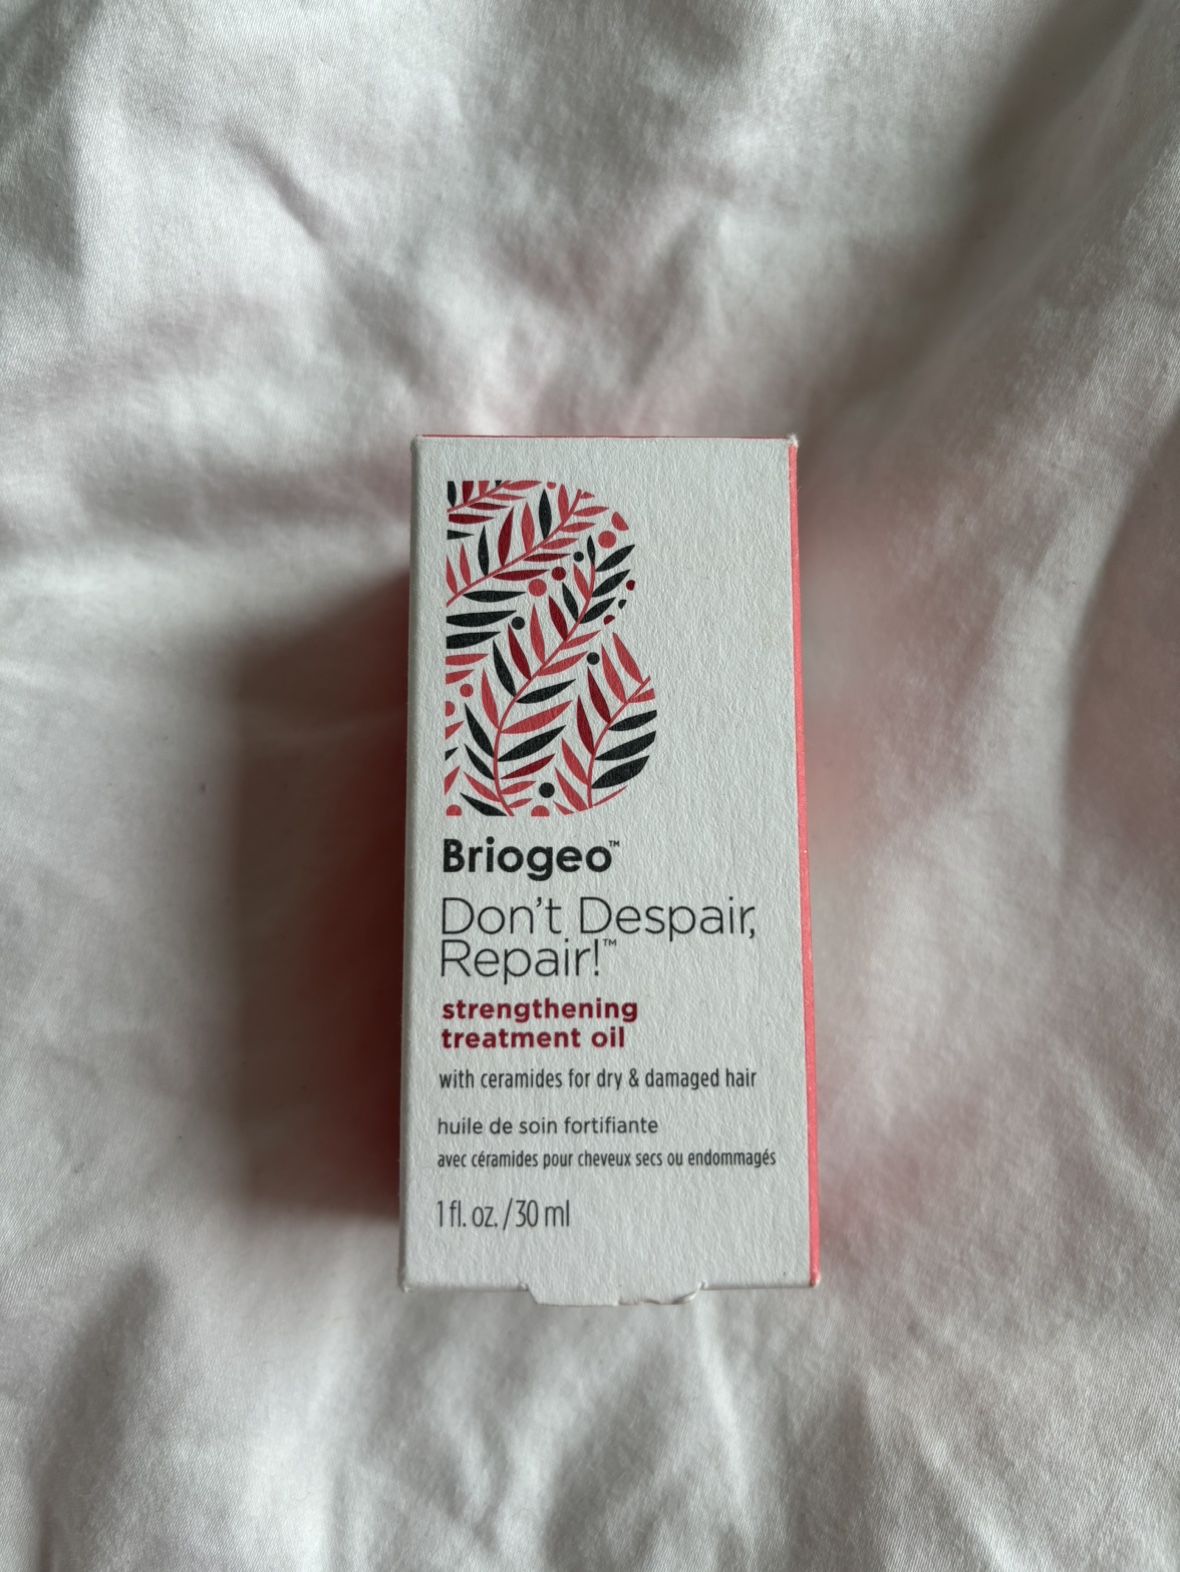 Briogeo™
Don't Despair,
Repair!™
strengthening
treatment oil
with ceramides for dry & damaged hair
huile de soin fortifiante
avec céramides pour cheveux secs ou endommagés
1 fl. oz. / 30 ml